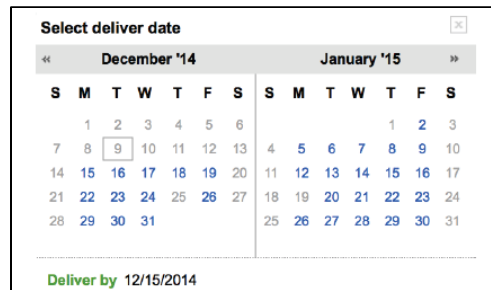 Select deliver date x
« December '14 January '15 »
S M T W T F S S M T W T F S
1 2 3 4 5 6 1 2 3
7 8 9 10 11 12 13 4 5 6 7 8 9 10
14 15 16 17 18 19 20 11 12 13 14 15 16 17
21 22 23 24 25 26 27 18 19 20 21 22 23 24
28 29 30 31 25 26 27 28 29 30 31
Deliver by 12/15/2014